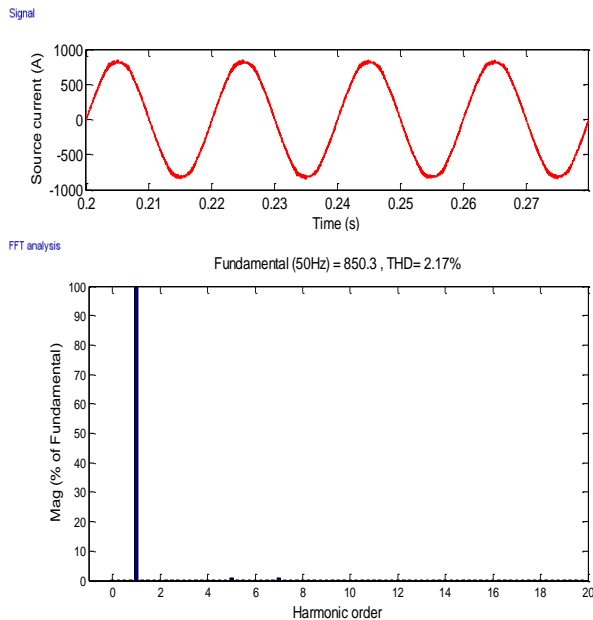 Signal
1000
500
0
-500
-1000
Source current (A)
0.2 0.21 0.22 0.23 0.24 0.25 0.26 0.27
Time (s)
FFT analysis
Fundamental (50Hz) = 850.3 , THD= 2.17%
100
90
80
70
60
50
40
30
20
10
0
Mag (% of Fundamental)
0 2 4 6 8 10 12 14 16 18 20
Harmonic order